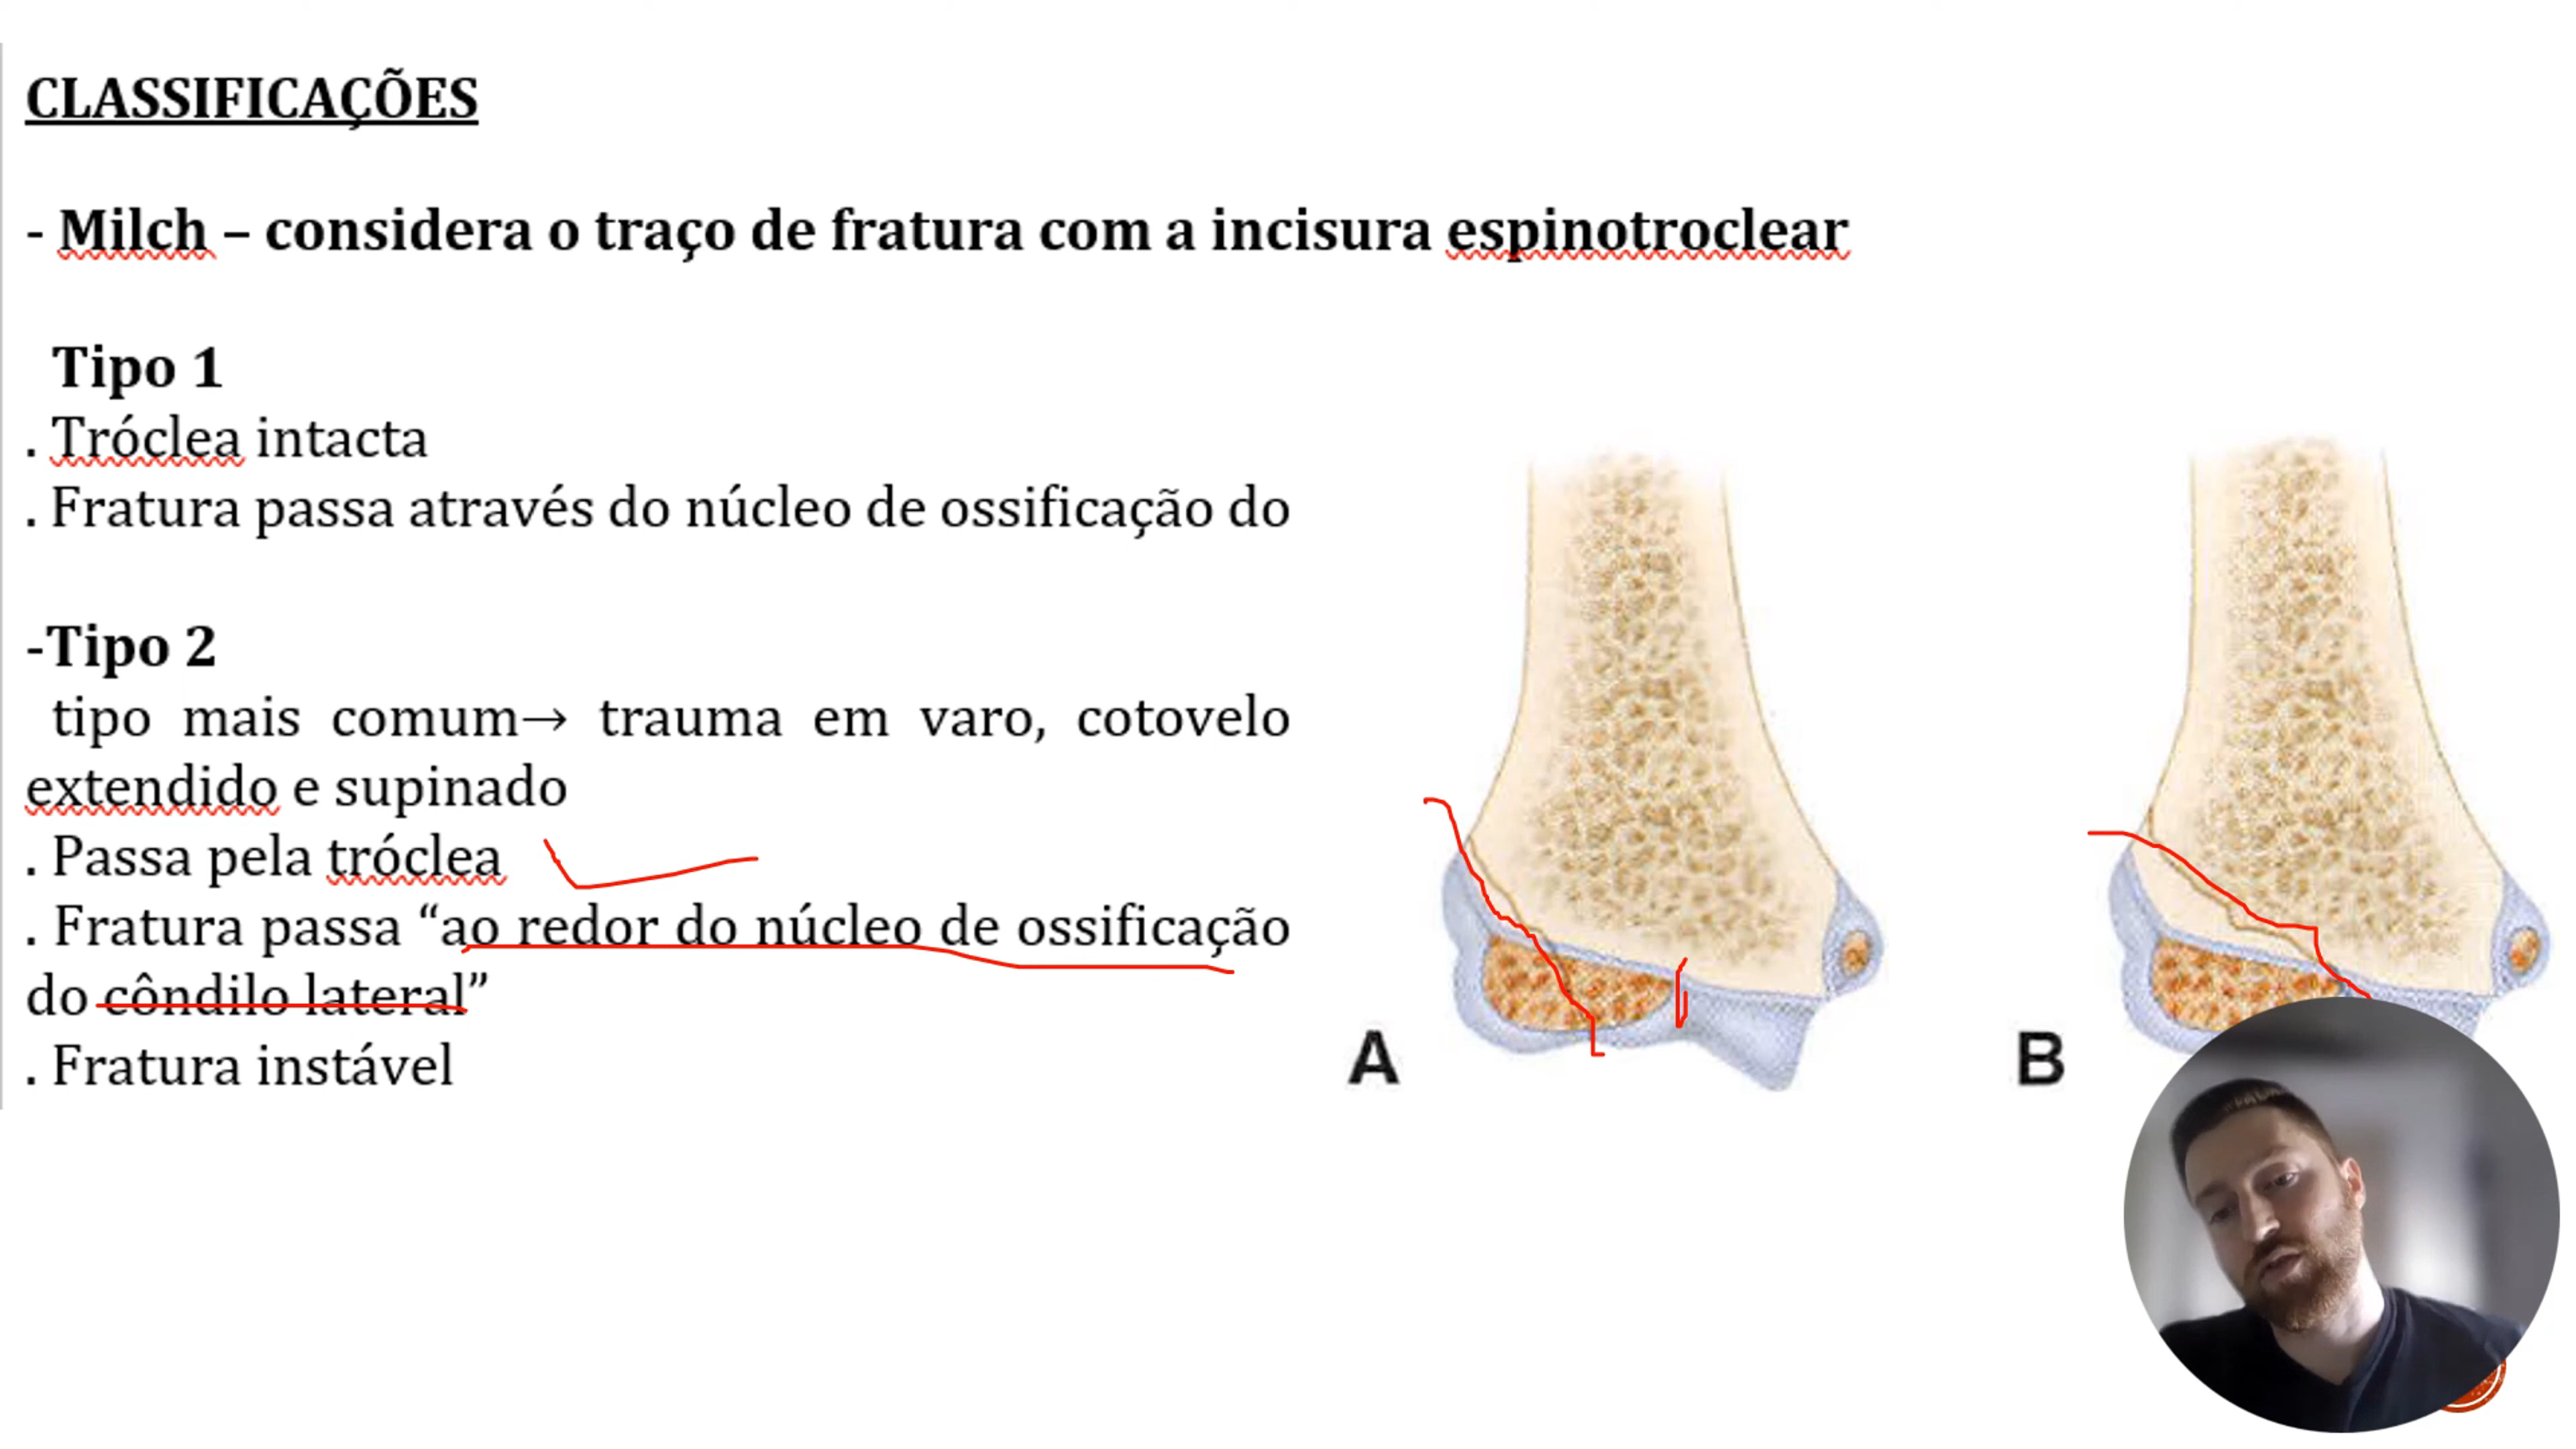 CLASSIFICAÇÕES
- Milch – considera o traço de fratura com a incisura espinotroclear
Tipo 1
. Tróclea intacta
. Fratura passa através do núcleo de ossificação do
-Tipo 2
tipo mais comum→ trauma em varo, cotovelo
extendido e supinado
. Passa pela tróclea
. Fratura passa “ao redor do núcleo de ossificação
do côndilo lateral”
. Fratura instável
A
B